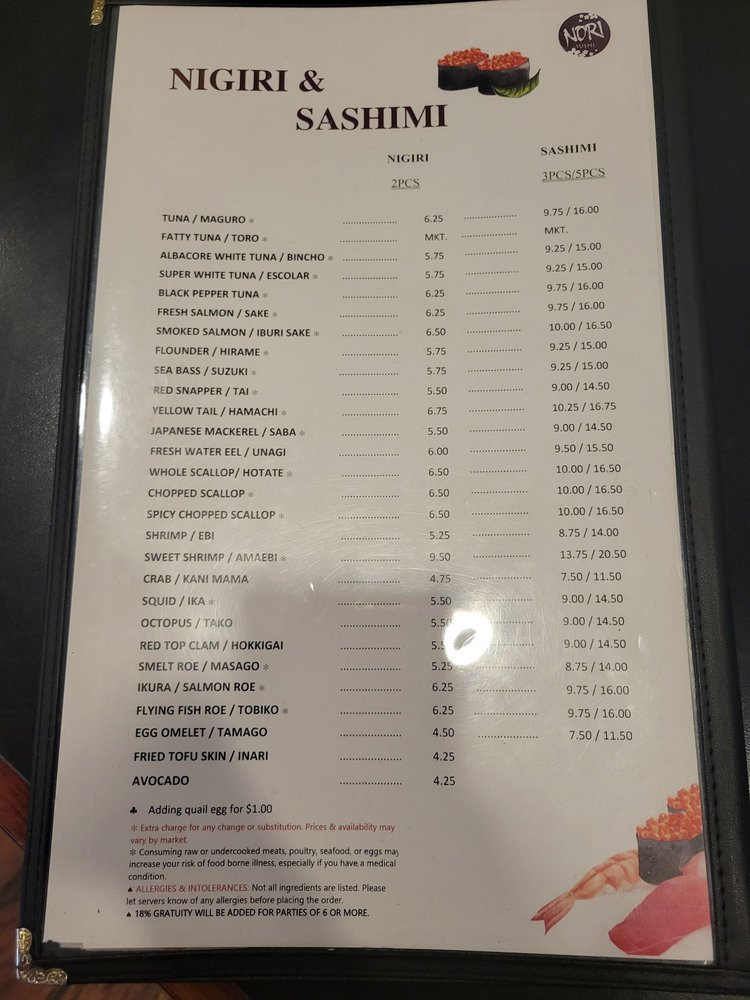 NORI
SUSHI
NIGIRI &
SASHIMI
NIGIRI SASHIMI
2PCS 3PCS/5PCS
TUNA / MAGURO * ................... 6.25 ................... 9.75 / 16.00
FATTY TUNA / TORO * ................... MKT. ................... MKT.
ALBACORE WHITE TUNA / BINCHO * ................... 5.75 ................... 9.25 / 15.00
SUPER WHITE TUNA / ESCOLAR * ................... 5.75 ................... 9.25 / 15.00
BLACK PEPPER TUNA * ................... 6.25 ................... 9.75 / 16.00
FRESH SALMON / SAKE * ................... 6.25 ................... 9.75 / 16.00
SMOKED SALMON / IBURI SAKE * ................... 6.50 ................... 10.00 / 16.50
FLOUNDER / HIRAME * ................... 5.75 ................... 9.25 / 15.00
SEA BASS / SUZUKI * ................... 5.75 ................... 9.25 / 15.00
RED SNAPPER / TAI * ................... 5.50 ................... 9.00 / 14.50
YELLOW TAIL / HAMACHI * ................... 6.75 ................... 10.25 / 16.75
JAPANESE MACKEREL / SABA * ................... 5.50 ................... 9.00 / 14.50
FRESH WATER EEL / UNAGI ................... 6.00 ................... 9.50 / 15.50
WHOLE SCALLOP/ HOTATE * ................... 6.50 ................... 10.00 / 16.50
CHOPPED SCALLOP * ................... 6.50 ................... 10.00 / 16.50
SPICY CHOPPED SCALLOP * ................... 6.50 ................... 10.00 / 16.50
SHRIMP / EBI ................... 5.25 ................... 8.75 / 14.00
SWEET SHRIMP / AMAEBI * ................... 9.50 ................... 13.75 / 20.50
CRAB / KANI MAMA ................... 4.75 ................... 7.50 / 11.50
SQUID / IKA * ................... 5.50 ................... 9.00 / 14.50
OCTOPUS / TAKO ................... 5.50 ................... 9.00 / 14.50
RED TOP CLAM / HOKKIGAI ................... ................... 9.00 / 14.50
SMELT ROE / MASAGO * ................... 5.25 ................... 8.75 / 14.00
IKURA / SALMON ROE * ................... 6.25 ................... 9.75 / 16.00
FLYING FISH ROE / TOBIKO * ................... 6.25 ................... 9.75 / 16.00
EGG OMELET / TAMAGO ................... 4.50 ................... 7.50 / 11.50
FRIED TOFU SKIN / INARI ................... 4.25
AVOCADO ................... 4.25
♣ Adding quail egg for $1.00
* Extra charge for any change or substitution. Prices & availability may
vary by market.
* Consuming raw or undercooked meats, poultry, seafood, or eggs may
increase your risk of food borne illness, especially if you have a medical
condition.
♠ ALLERGIES & INTOLERANCES: Not all ingredients are listed. Please
let servers know of any allergies before placing the order.
♠ 18% GRATUITY WILL BE ADDED FOR PARTIES OF 6 OR MORE.